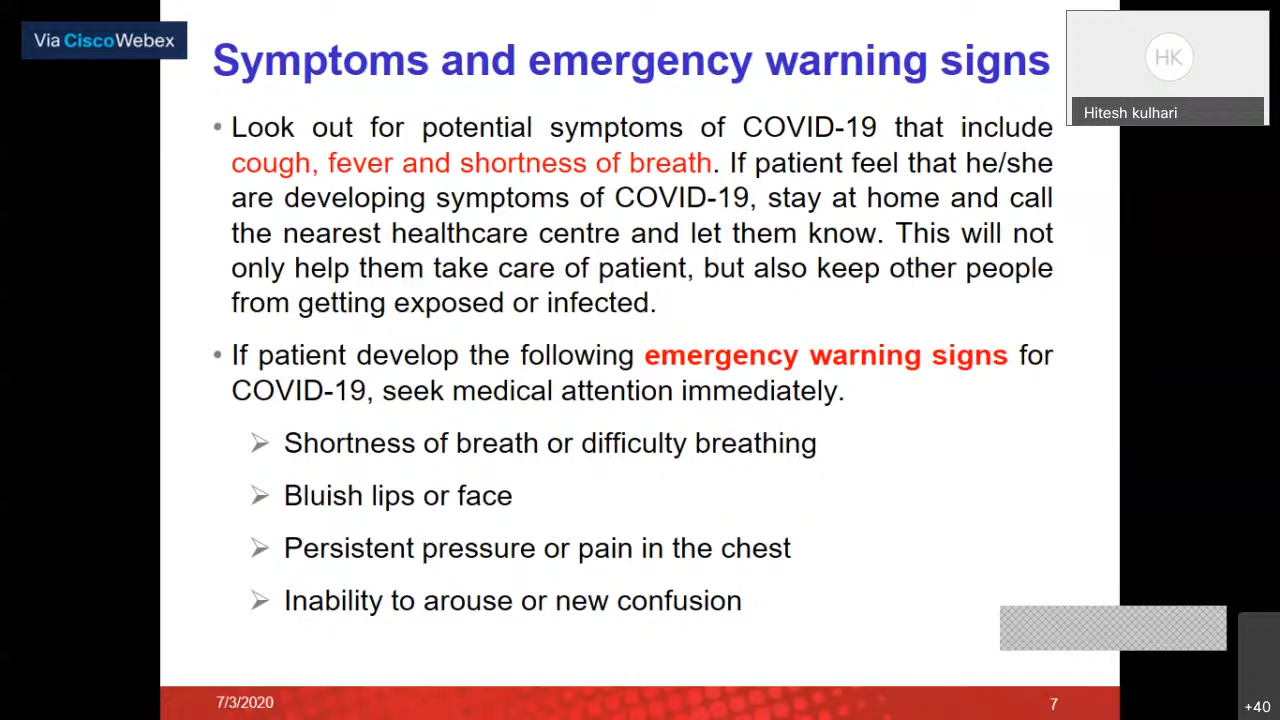 Via CiscoWebex
Symptoms and emergency warning signs
HK
Hitesh kulhari
• Look out for potential symptoms of COVID-19 that include
cough, fever and shortness of breath. If patient feel that he/she
are developing symptoms of COVID-19, stay at home and call
the nearest healthcare centre and let them know. This will not
only help them take care of patient, but also keep other people
from getting exposed or infected.
• If patient develop the following emergency warning signs for
COVID-19, seek medical attention immediately.
➢ Shortness of breath or difficulty breathing
➢ Bluish lips or face
➢ Persistent pressure or pain in the chest
➢ Inability to arouse or new confusion
7/3/2020
7
+40